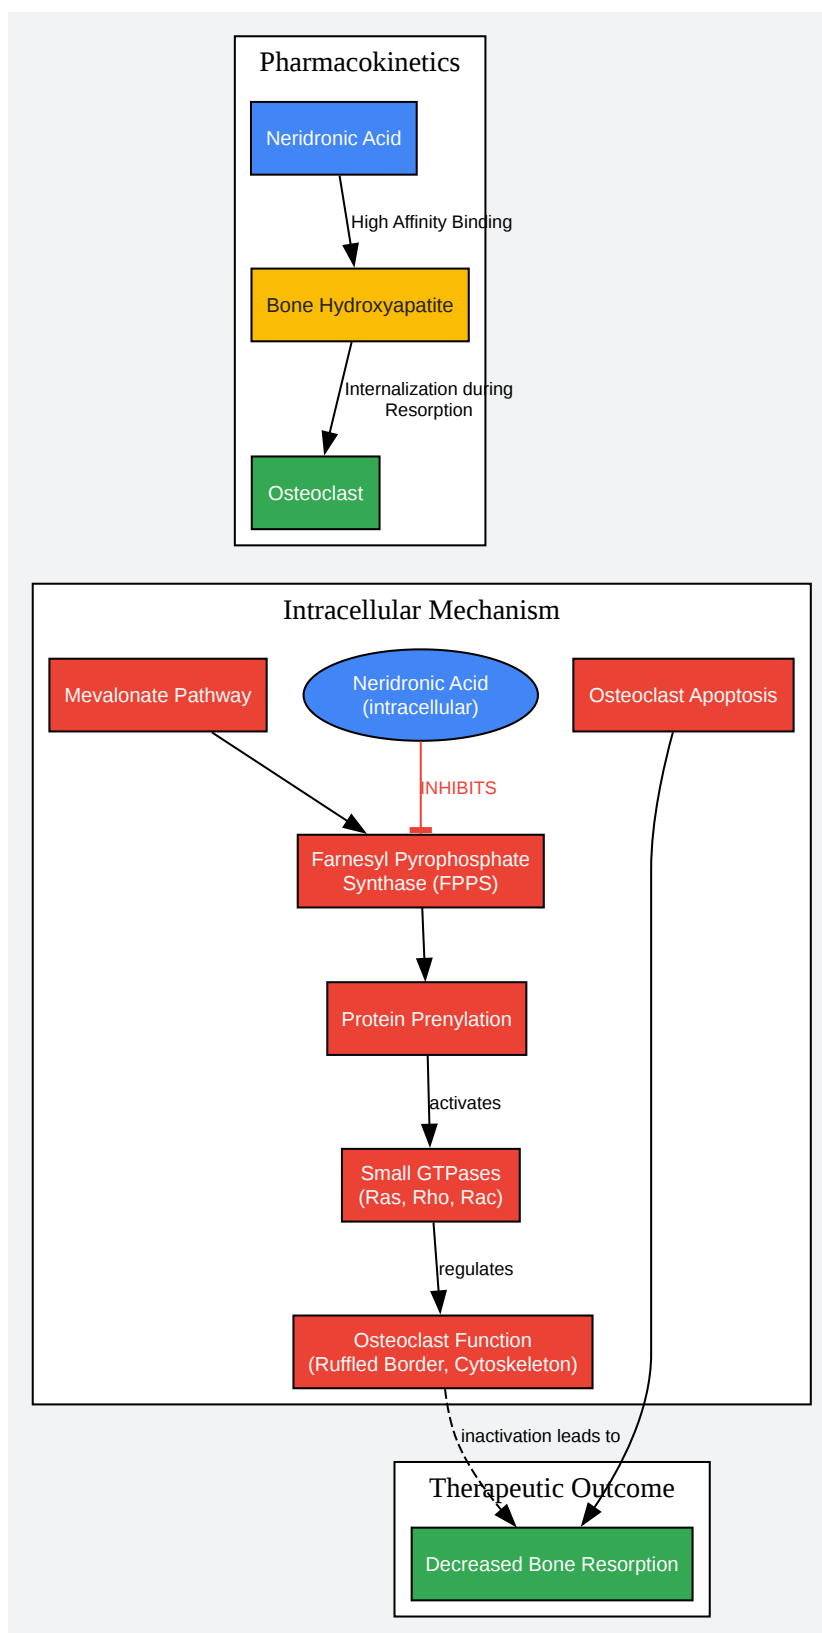 Pharmacokinetics
Neridronic Acid
High Affinity Binding
Bone Hydroxyapatite
Internalization during
Resorption
Osteoclast
Intracellular Mechanism
Mevalonate Pathway
Neridronic Acid
(intracellular)
Osteoclast Apoptosis
INHIBITS
Farnesyl Pyrophosphate
Synthase (FPPS)
Protein Prenylation
activates
Small GTPases
(Ras, Rho, Rac)
regulates
Osteoclast Function
(Ruffled Border, Cytoskeleton)
inactivation leads to
Therapeutic Outcome
Decreased Bone Resorption